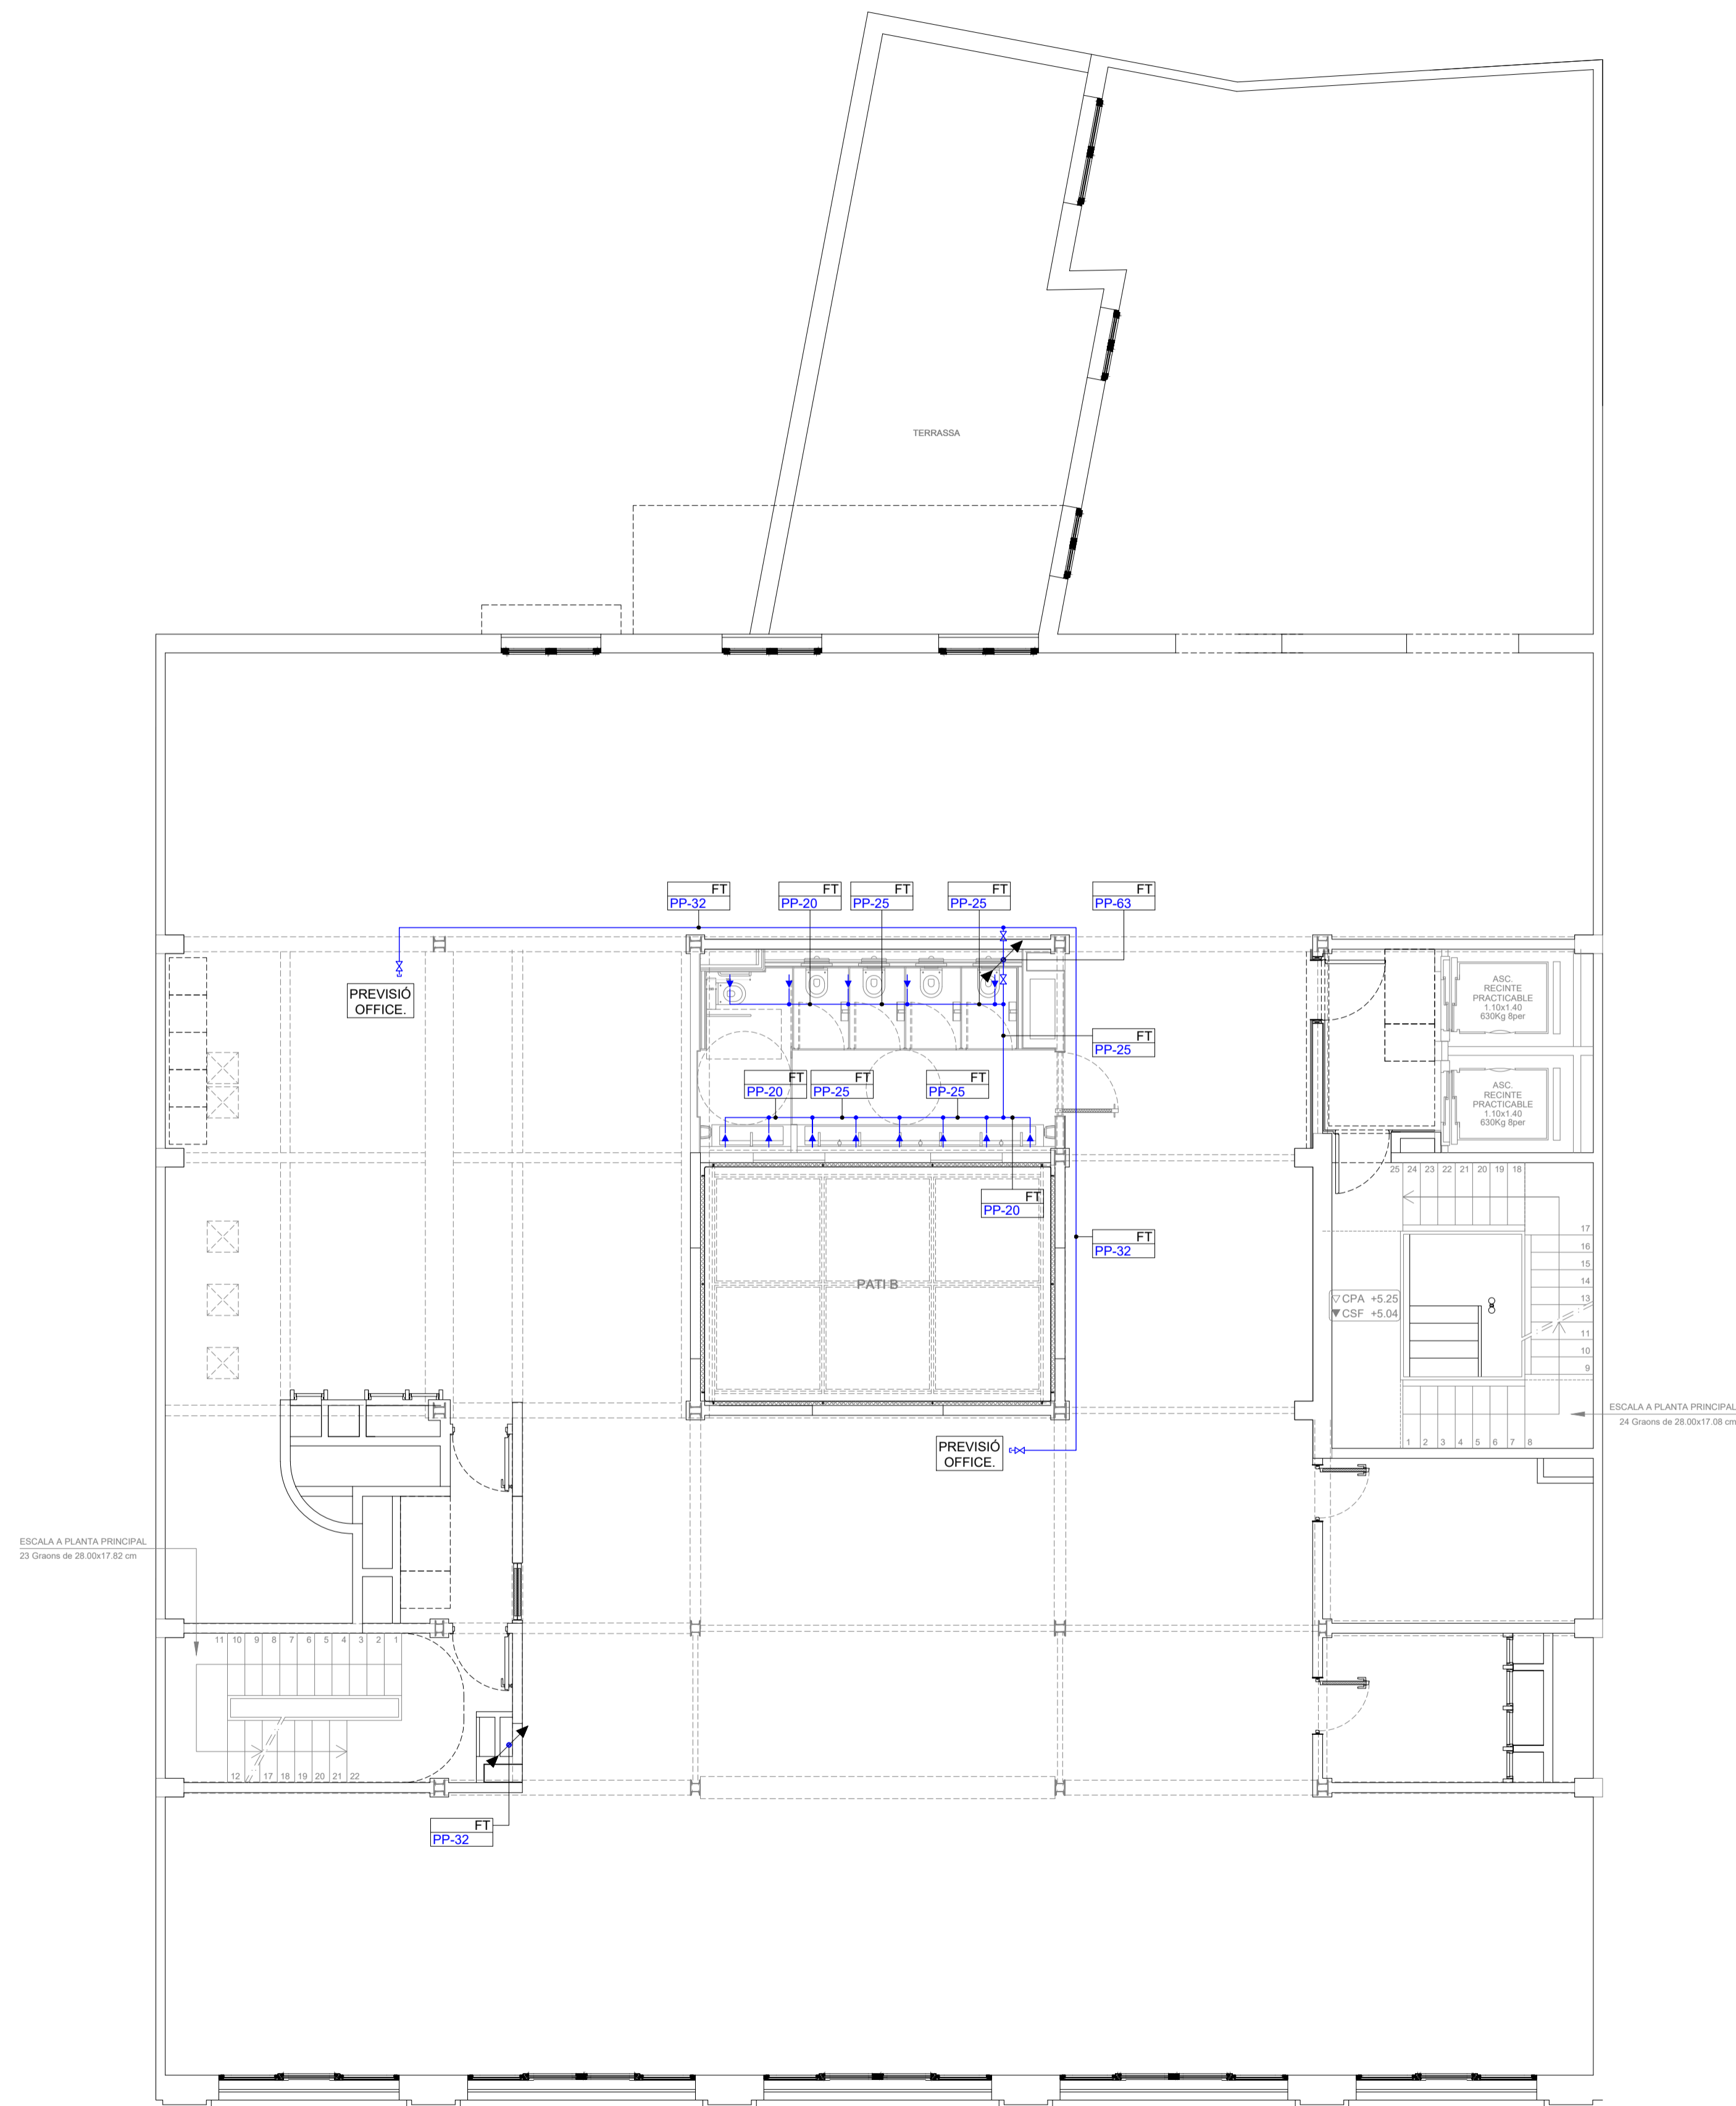 TERRASSA
FT
PP-32
FT
PP-20
FT
PP-25
FT
PP-25
FT
PP-63
PREVISIÓ
OFFICE.
ASC.
RECINTE
PRACTICABLE
1.10x1.40
630Kg 8per
FT
PP-25
FT
PP-20
FT
PP-25
FT
PP-25
ASC.
RECINTE
PRACTICABLE
1.10x1.40
630Kg 8per
25 24 23 22 21 20 19 18
FT
PP-20
17
16
15
14
13
11
10
9
FT
PP-32
PATI B
CPA +5.25
CSF +5.04
ESCALA A PLANTA PRINCIPAL
24 Graons de 28.00x17.08 cm
1 2 3 4 5 6 7 8
PREVISIÓ
OFFICE.
ESCALA A PLANTA PRINCIPAL
23 Graons de 28.00x17.82 cm
11 10 9 8 7 6 5 4 3 2 1
12 17 18 19 20 21 22
FT
PP-32